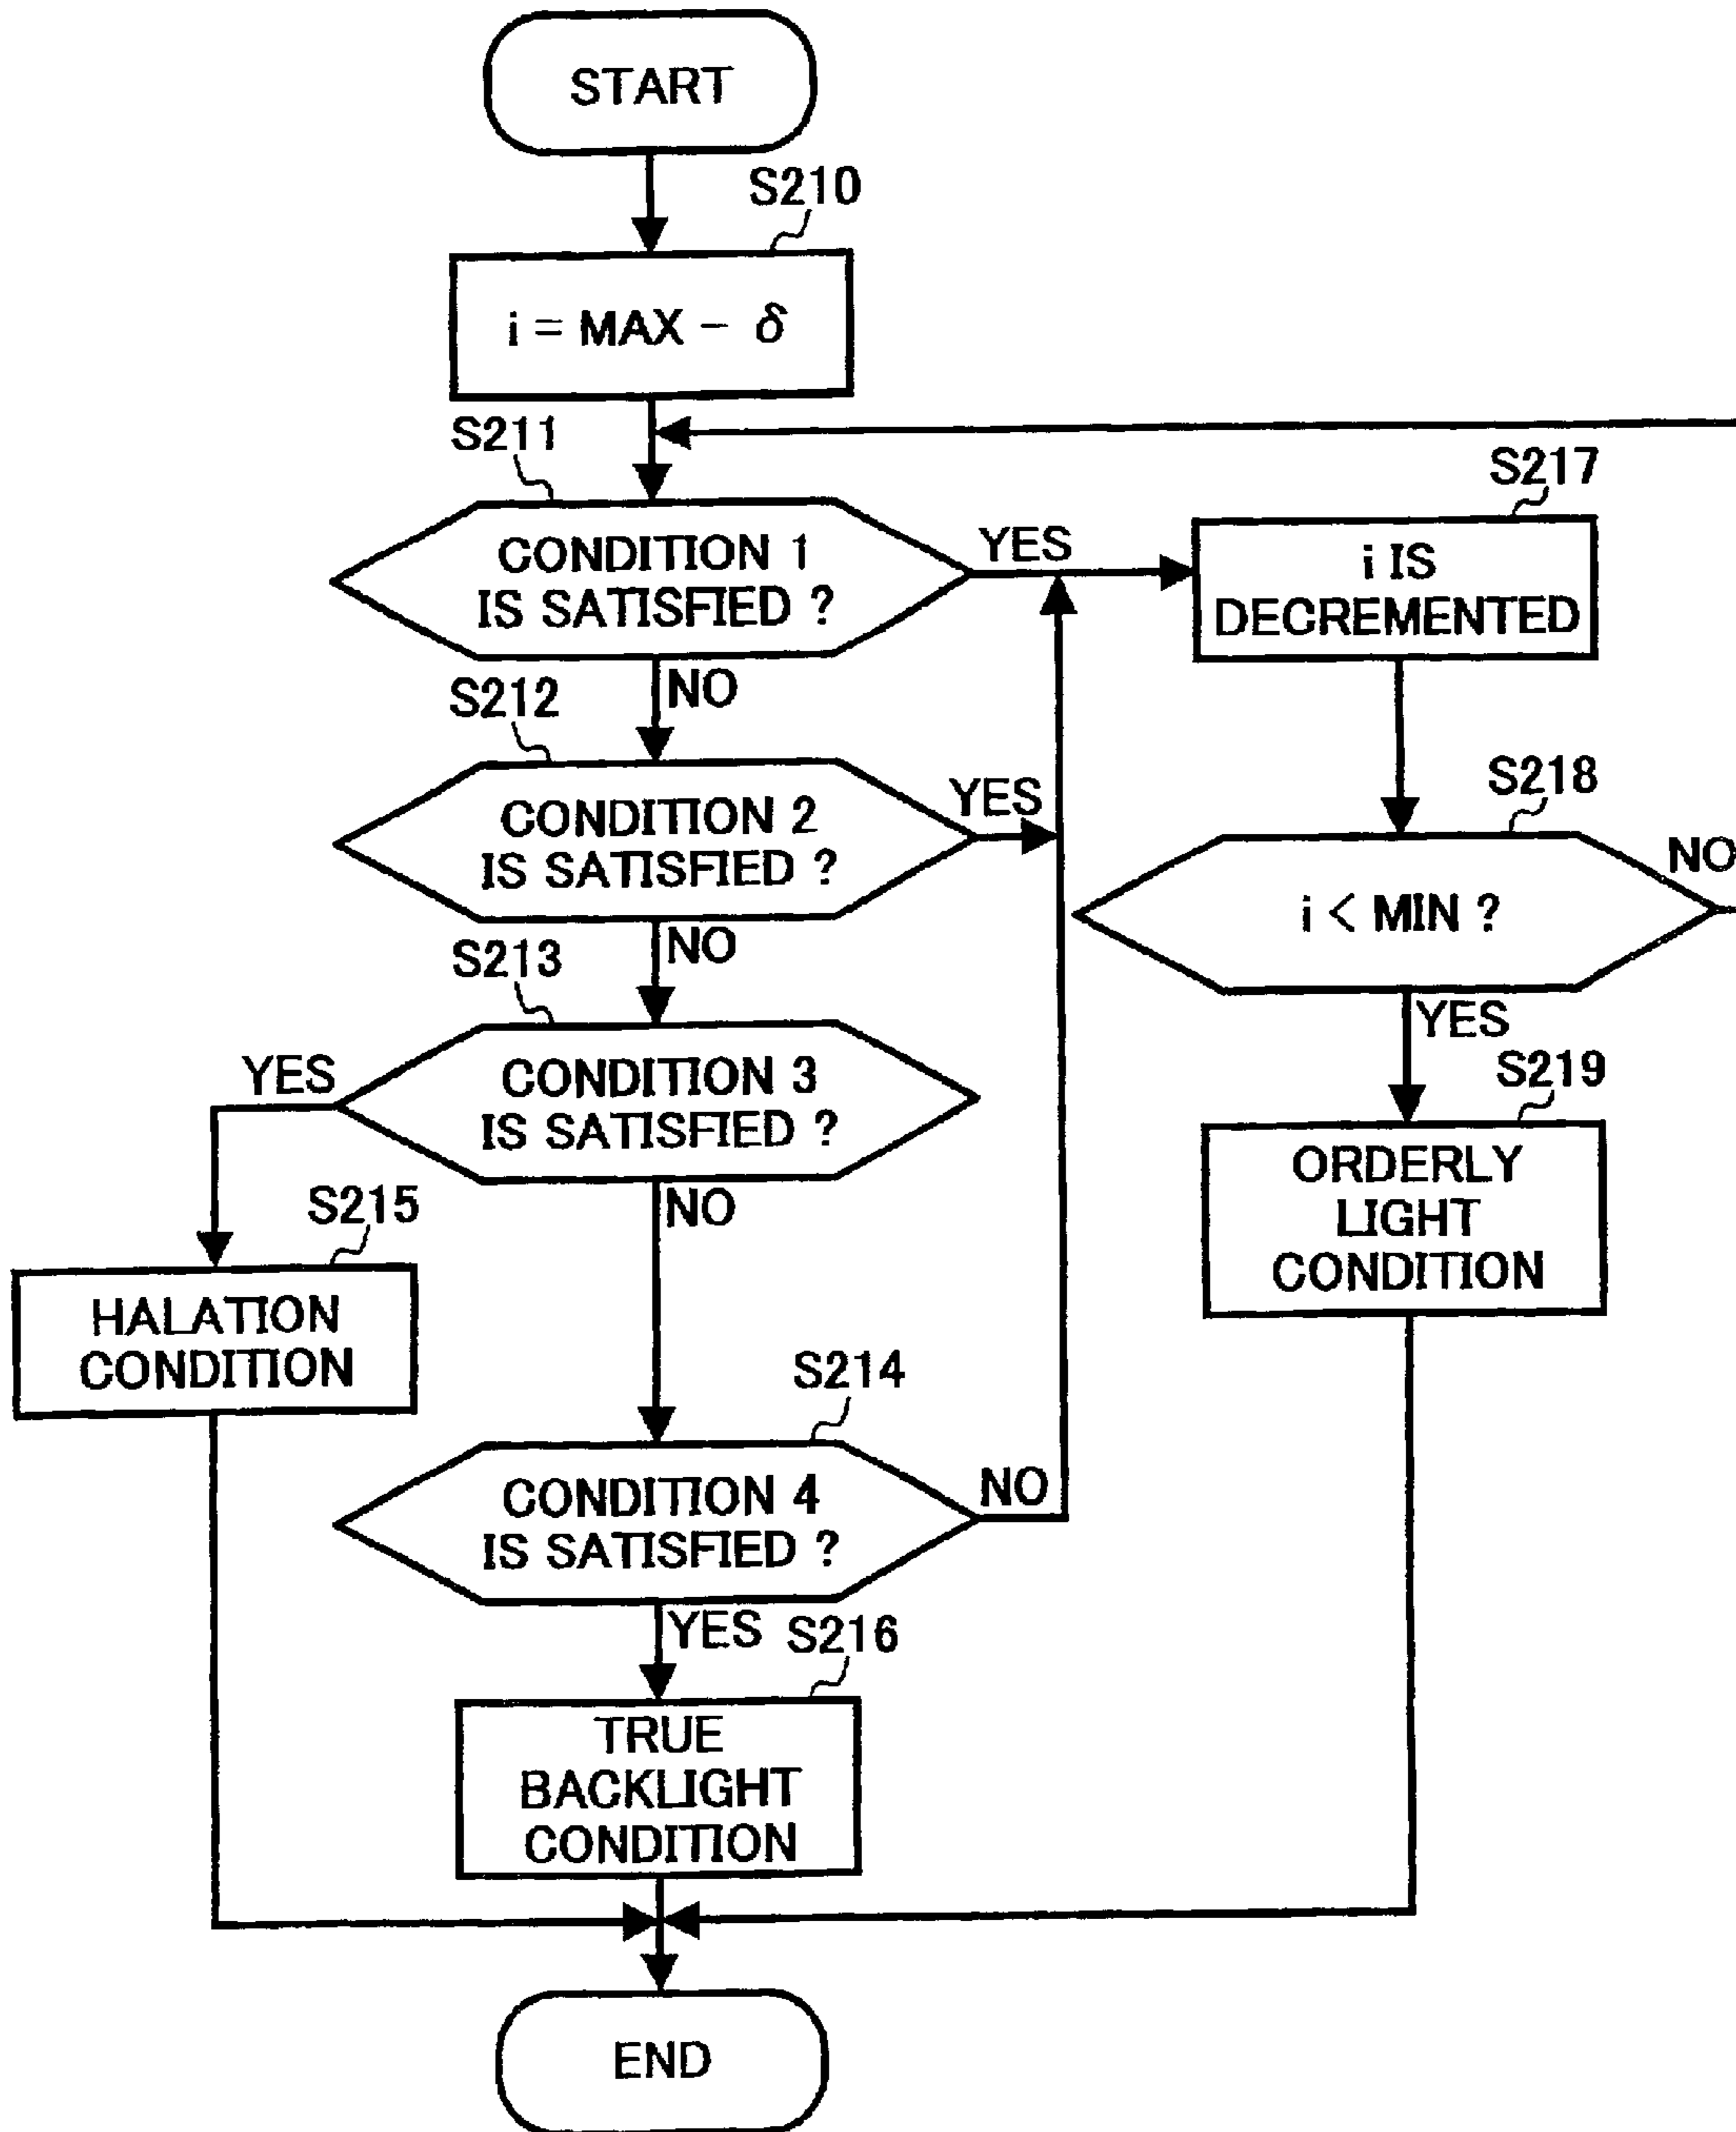 START
S210
i = MAX - δ
S211
CONDITION 1
IS SATISFIED ?
YES
NO
S217
i IS
DECREMENTED
S212
CONDITION 2
IS SATISFIED ?
YES
NO
S218
i < MIN ?
NO
YES
S213
CONDITION 3
IS SATISFIED ?
YES
NO
S219
ORDERLY
LIGHT
CONDITION
S215
HALATION
CONDITION
S214
CONDITION 4
IS SATISFIED ?
NO
YES
S216
TRUE
BACKLIGHT
CONDITION
END